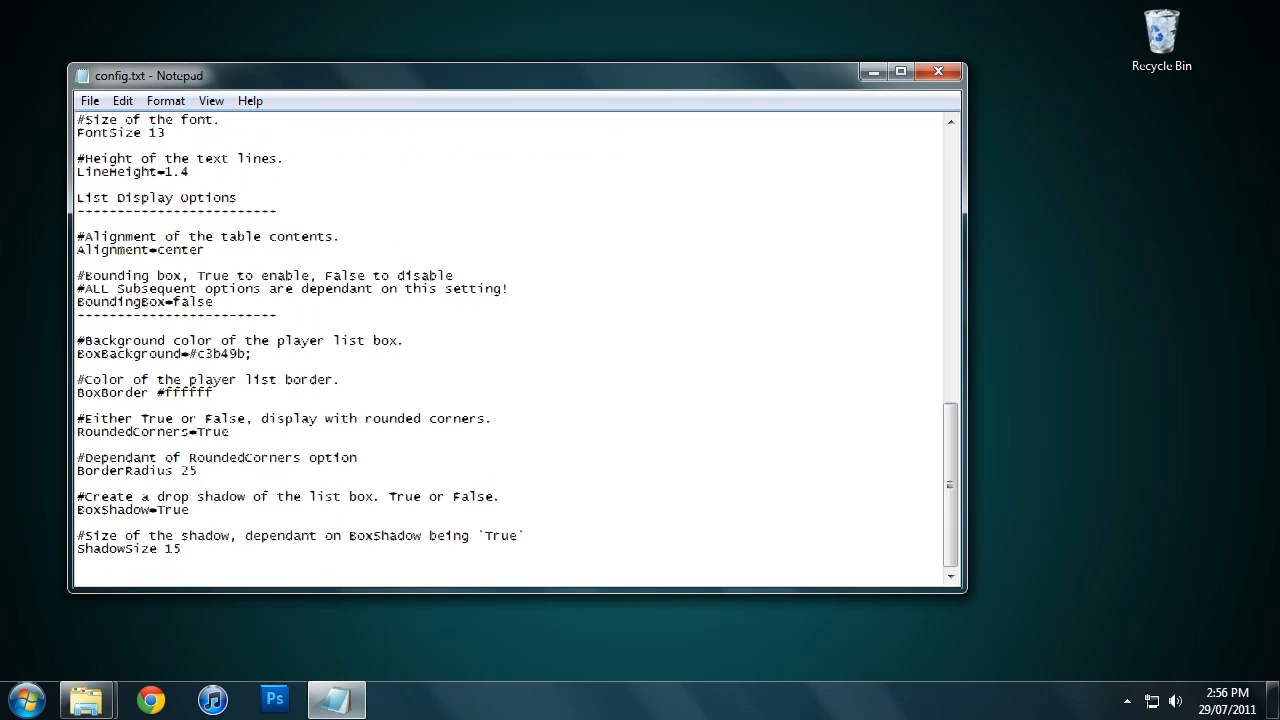 Recycle Bin
config.txt - Notepad
File Edit Format View Help
#Size of the font.
FontSize 13
#Height of the text lines.
LineHeight=1.4
List Display Options
-------------------------
#Alignment of the table contents.
Alignment=center
#Bounding box, True to enable, False to disable
#ALL Subsequent options are dependant on this setting!
BoundingBox=false
-------------------------
#Background color of the player list box.
BoxBackground=#c3b49b;
#Color of the player list border.
BoxBorder #ffffff
#Either True or False, display with rounded corners.
RoundedCorners=True
#Dependant of RoundedCorners option
BorderRadius 25
#Create a drop shadow of the list box. True or False.
BoxShadow=True
#Size of the shadow, dependant on BoxShadow being 'True'
ShadowSize 15
Ps
2:56 PM
29/07/2011